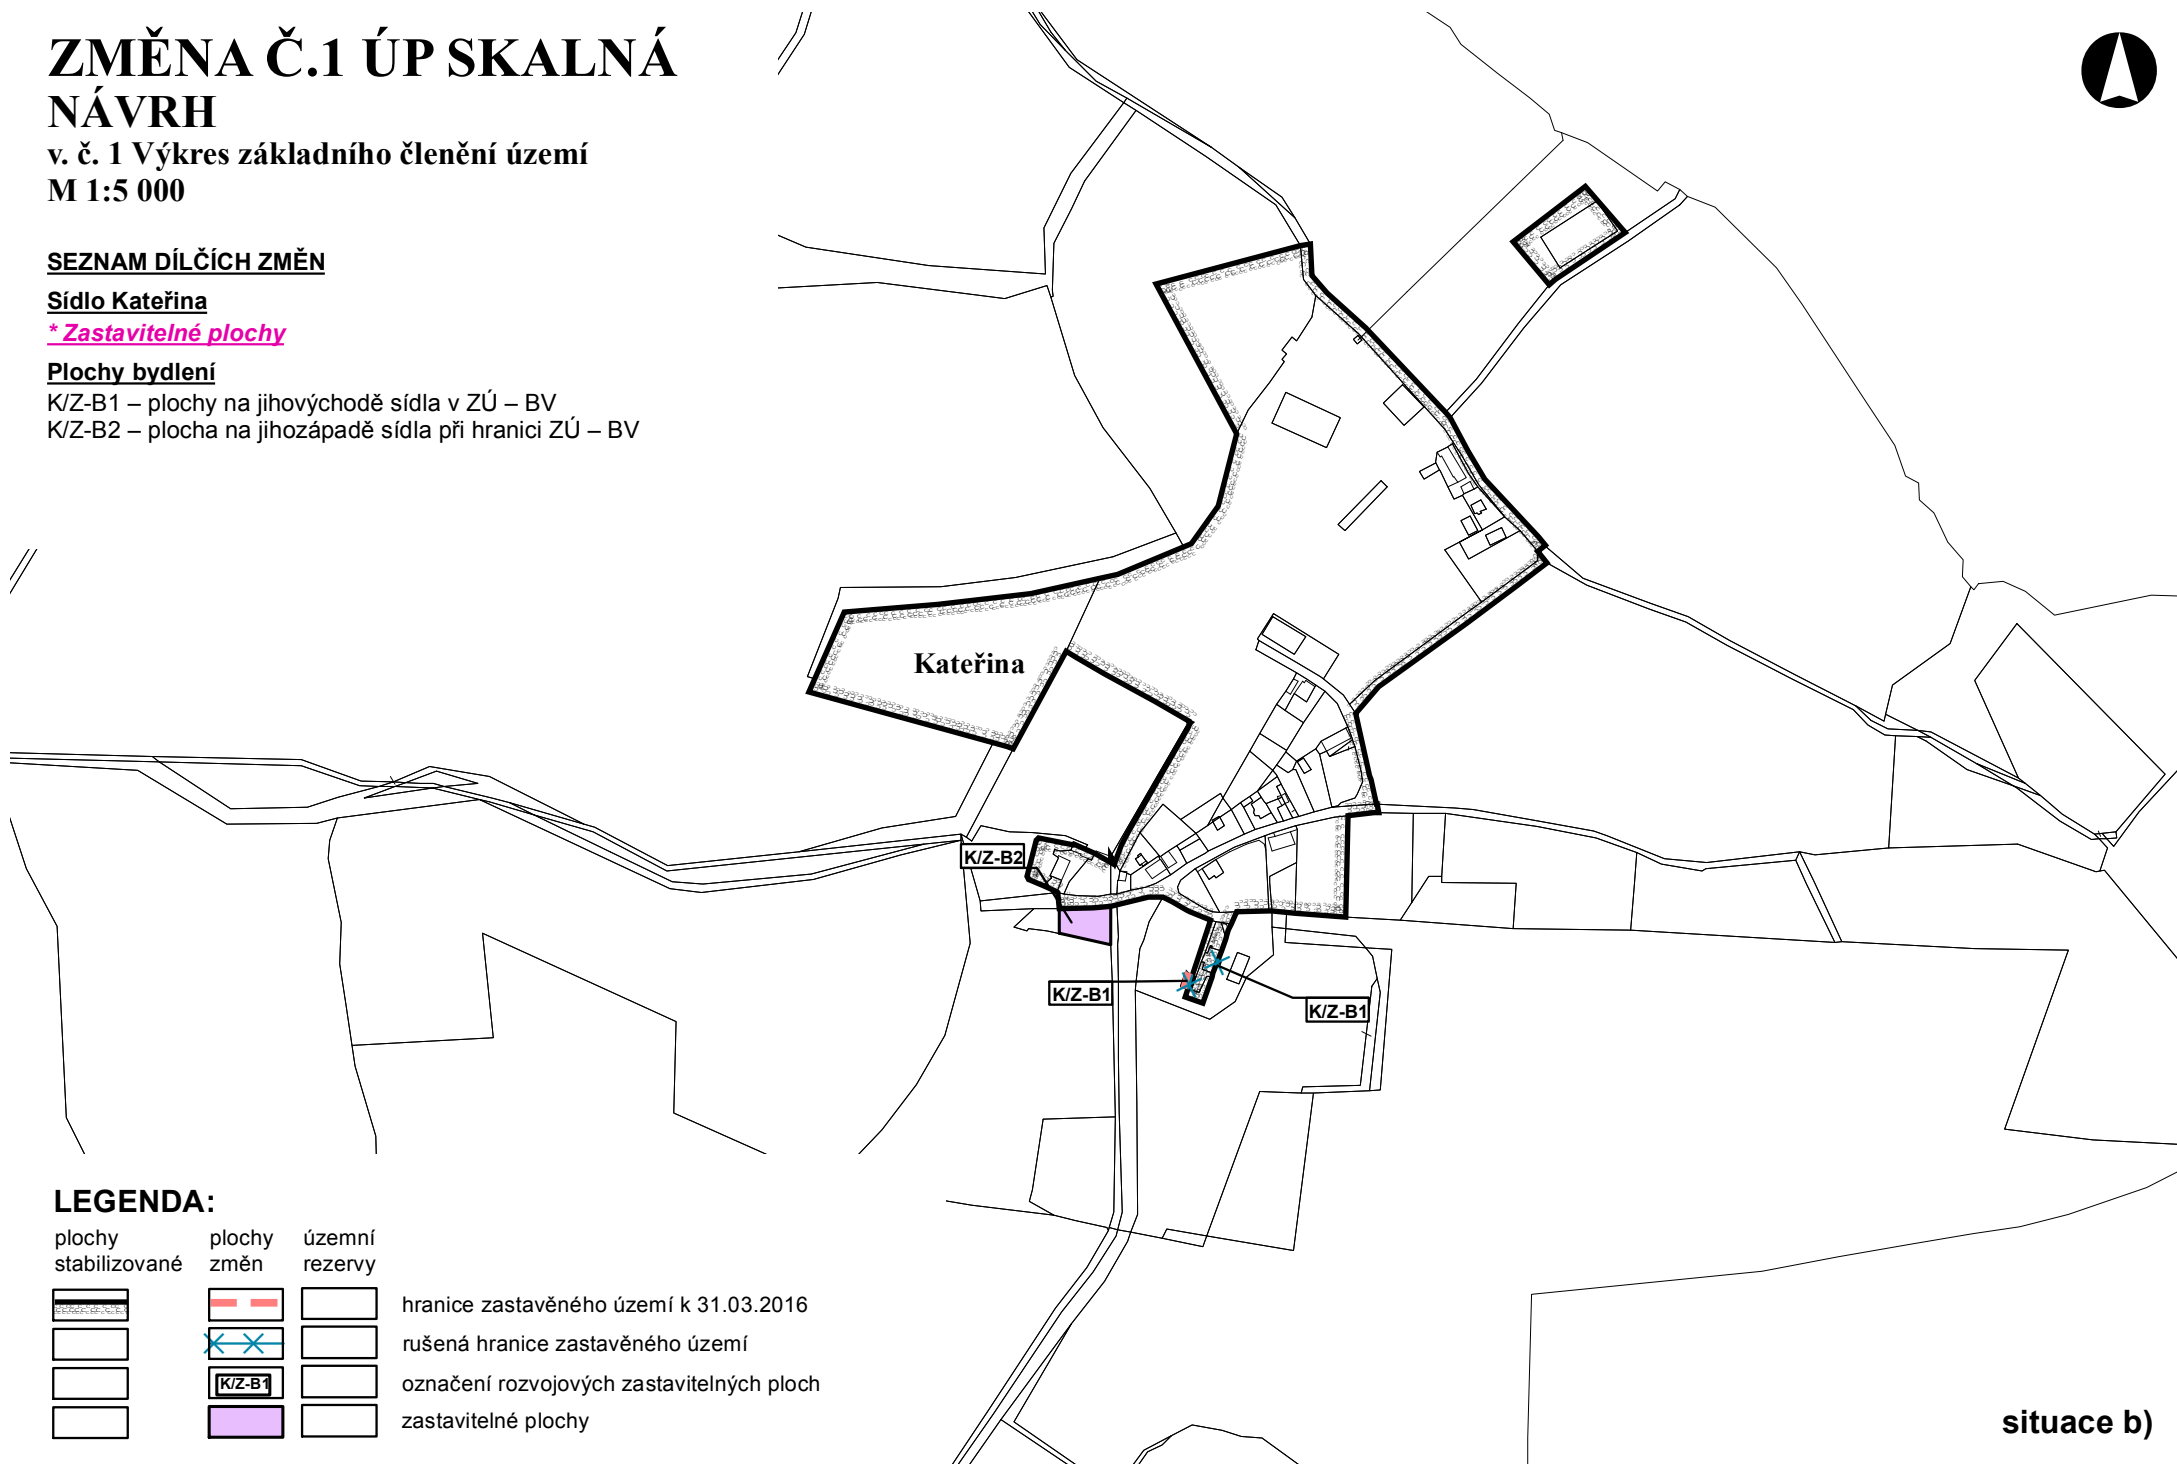 ZMĚNA Č.1 ÚP SKALNÁ
NÁVRH
v. č. 1 Výkres základního členění území
M 1:5 000
SEZNAM DÍLČÍCH ZMĚN
Sídlo Kateřina
* Zastavitelné plochy
Plochy bydlení
K/Z-B1 – plochy na jihovýchodě sídla v ZÚ – BV
K/Z-B2 – plocha na jihozápadě sídla při hranici ZÚ – BV
Kateřina
K/Z-B2
K/Z-B1
K/Z-B1
LEGENDA:
plochy stabilizované
plochy změn
územní rezervy
hranice zastavěného území k 31.03.2016
rušená hranice zastavěného území
K/Z-B1
označení rozvojových zastavitelných ploch
zastavitelné plochy
situace b)